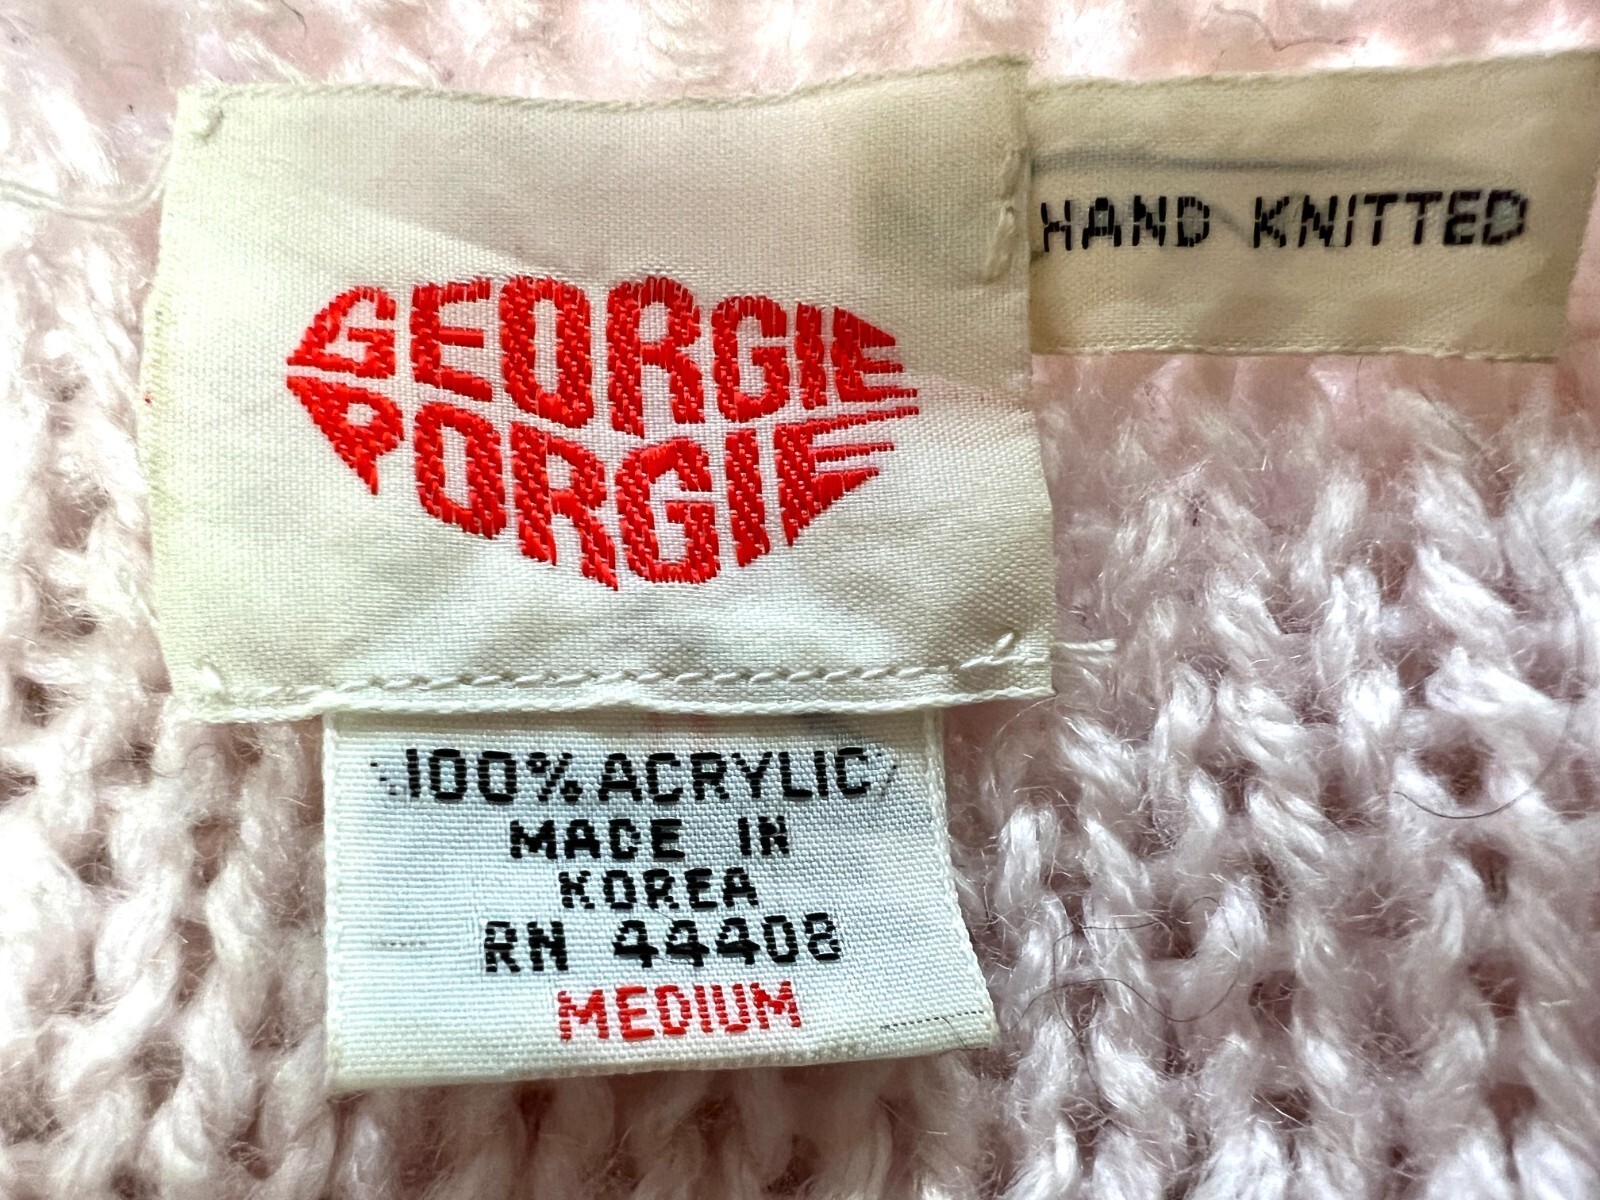 GEORGIE
PORGIE
HAND KNITTED
100% ACRYLIC
MADE IN
KOREA
RN 44408
MEDIUM